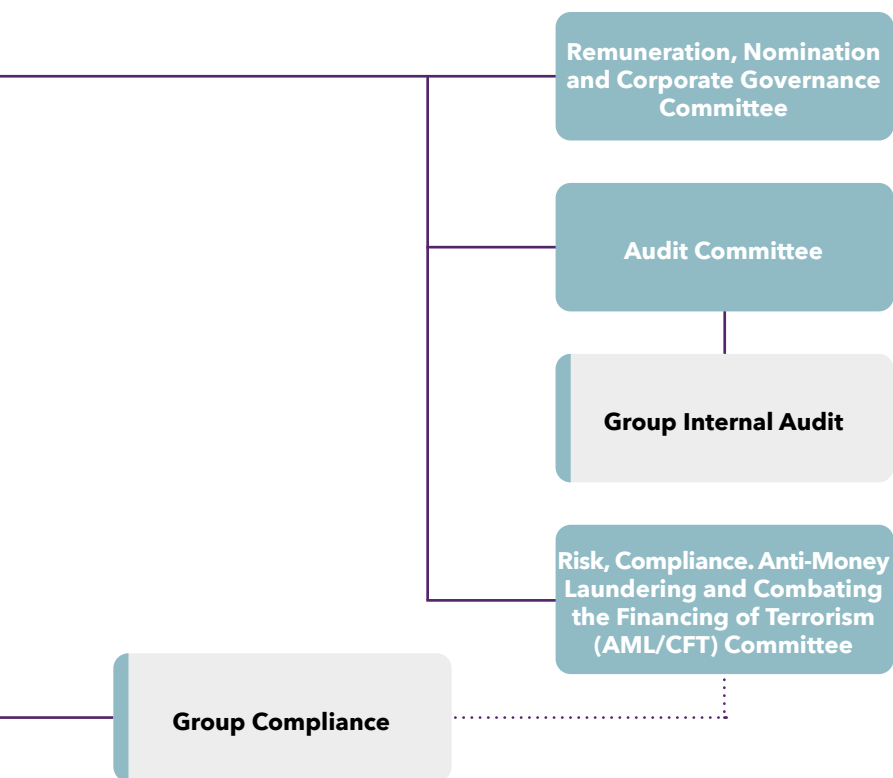 Remuneration, Nomination
and Corporate Governance
Committee
Audit Committee
Group Internal Audit
Risk, Compliance. Anti-Money
Laundering and Combating
the Financing of Terrorism
(AML/CFT) Committee
Group Compliance